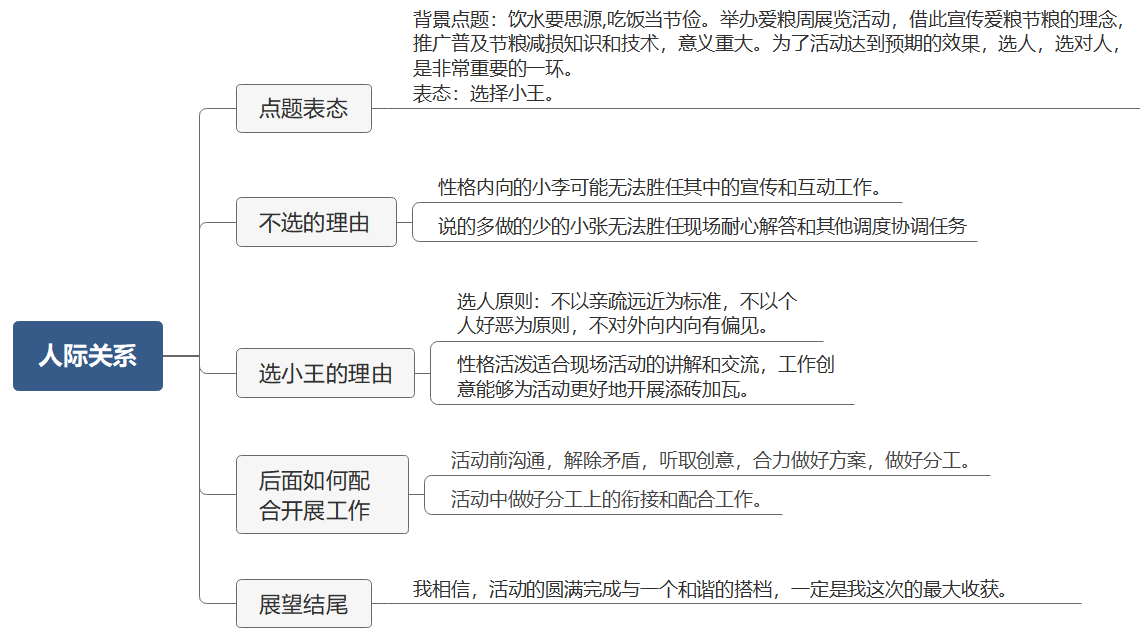 人际关系
点题表态
背景点题：饮水要思源,吃饭当节俭。举办爱粮周展览活动，借此宣传爱粮节粮的理念，
推广普及节粮减损知识和技术，意义重大。为了活动达到预期的效果，选人，选对人，
是非常重要的一环。
表态：选择小王。
不选的理由
性格内向的小李可能无法胜任其中的宣传和互动工作。
说的多做的少的小张无法胜任现场耐心解答和其他调度协调任务
选小王的理由
选人原则：不以亲疏远近为标准，不以个
人好恶为原则，不对外向内向有偏见。
性格活泼适合现场活动的讲解和交流，工作创
意能够为活动更好地开展添砖加瓦。
后面如何配
合开展工作
活动前沟通，解除矛盾，听取创意，合力做好方案，做好分工。
活动中做好分工上的衔接和配合工作。
展望结尾
我相信，活动的圆满完成与一个和谐的搭档，一定是我这次的最大收获。